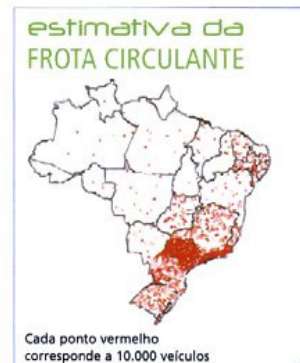 estimativa da
FROTA CIRCULANTE
Cada ponto vermelho
corresponde a 10.000 veículos